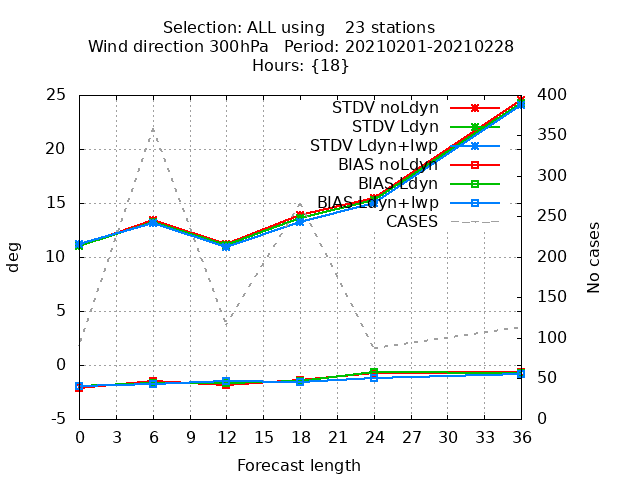 Selection: ALL using 23 stations
Wind direction 300hPa Period: 20210201-20210228
Hours: {18}
STDV noLdyn
STDV Ldyn
STDV Ldyn+lwp
BIAS noLdyn
BIAS Ldyn
BIAS Ldyn+lwp
CASES
25
20
15
10
5
0
-5
deg
400
350
300
250
200
150
100
50
0
No cases
0 3 6 9 12 15 18 21 24 27 30 33 36
Forecast length